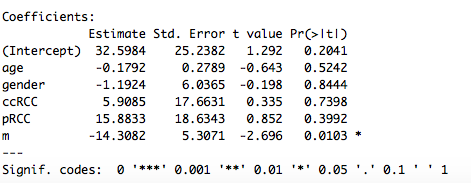 Coefficients:
            Estimate Std. Error t value Pr(>|t|)
(Intercept)  32.5984    25.2382   1.292   0.2041
age          -0.1792     0.2789  -0.643   0.5242
gender       -1.1924     6.0365  -0.198   0.8444
ccRCC         5.9085    17.6631   0.335   0.7398
pRCC         15.8833    18.6343   0.852   0.3992
m           -14.3082     5.3071  -2.696   0.0103 *
---
Signif. codes:  0 '***' 0.001 '**' 0.01 '*' 0.05 '.' 0.1 ' ' 1